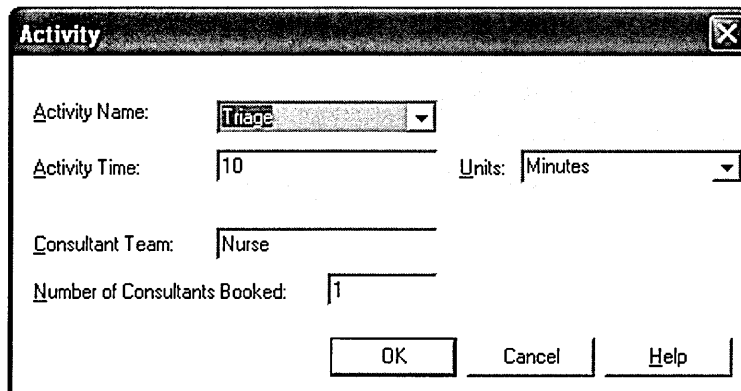 Activity
Activity Name: Triage
Activity Time: 10 Units: Minutes
Consultant Team: Nurse
Number of Consultants Booked: 1
OK Cancel Help